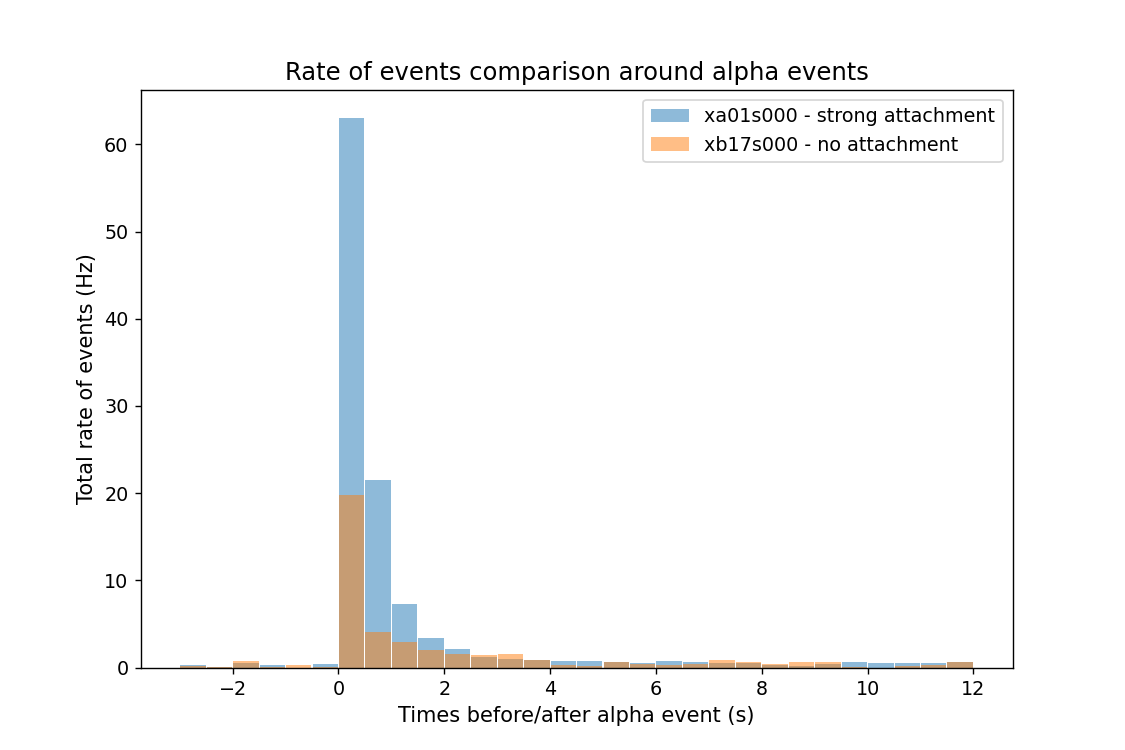 Rate of events comparison around alpha events
xa01s000 - strong attachment
xb17s000 - no attachment
Total rate of events (Hz)
60
50
40
30
20
10
0
−2 0 2 4 6 8 10 12
Times before/after alpha event (s)